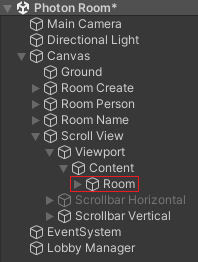 Photon Room*
Main Camera
Directional Light
Canvas
Ground
Room Create
Room Person
Room Name
Scroll View
Viewport
Content
Room
Scrollbar Horizontal
Scrollbar Vertical
EventSystem
Lobby Manager